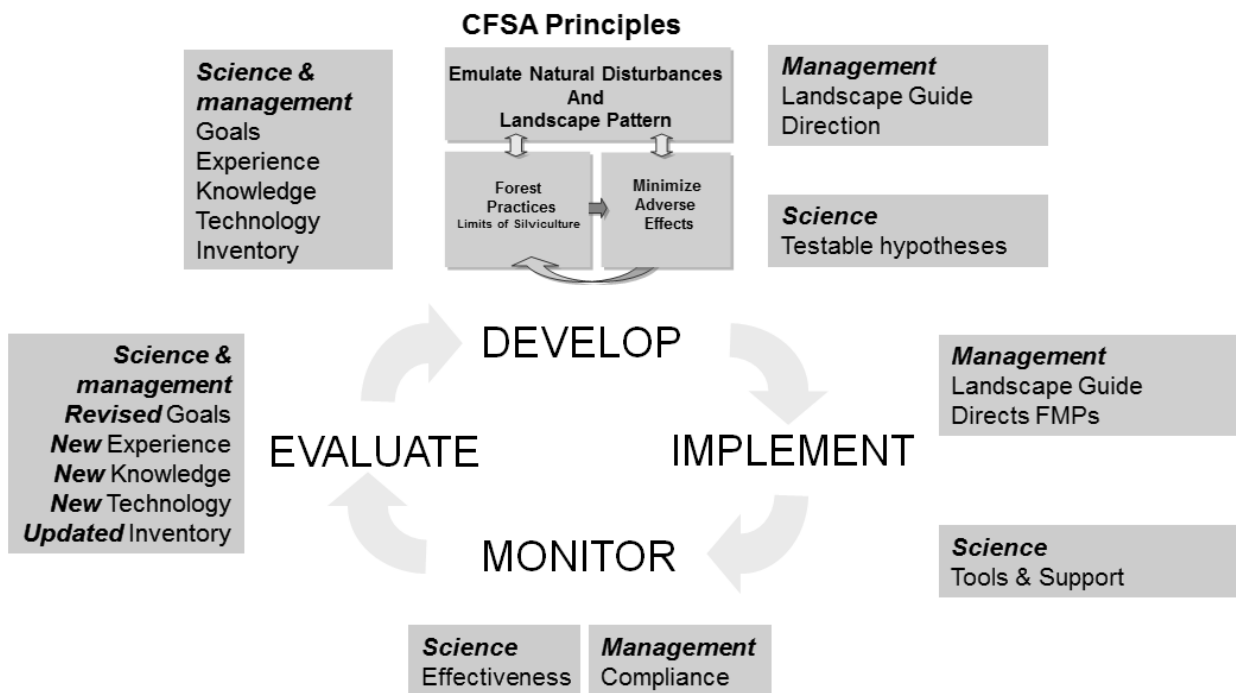 CFSA Principles
Science &
management
Goals
Experience
Knowledge
Technology
Inventory
Emulate Natural Disturbances
And
Landscape Pattern
Forest
Practices
Limits of Silviculture
Minimize
Adverse
Effects
Management
Landscape Guide
Direction
Science
Testable hypotheses
DEVELOP
Science &
management
Revised Goals
New Experience
New Knowledge
New Technology
Updated Inventory
EVALUATE
IMPLEMENT
Management
Landscape Guide
Directs FMPs
Science
Tools & Support
MONITOR
Science
Effectiveness
Management
Compliance